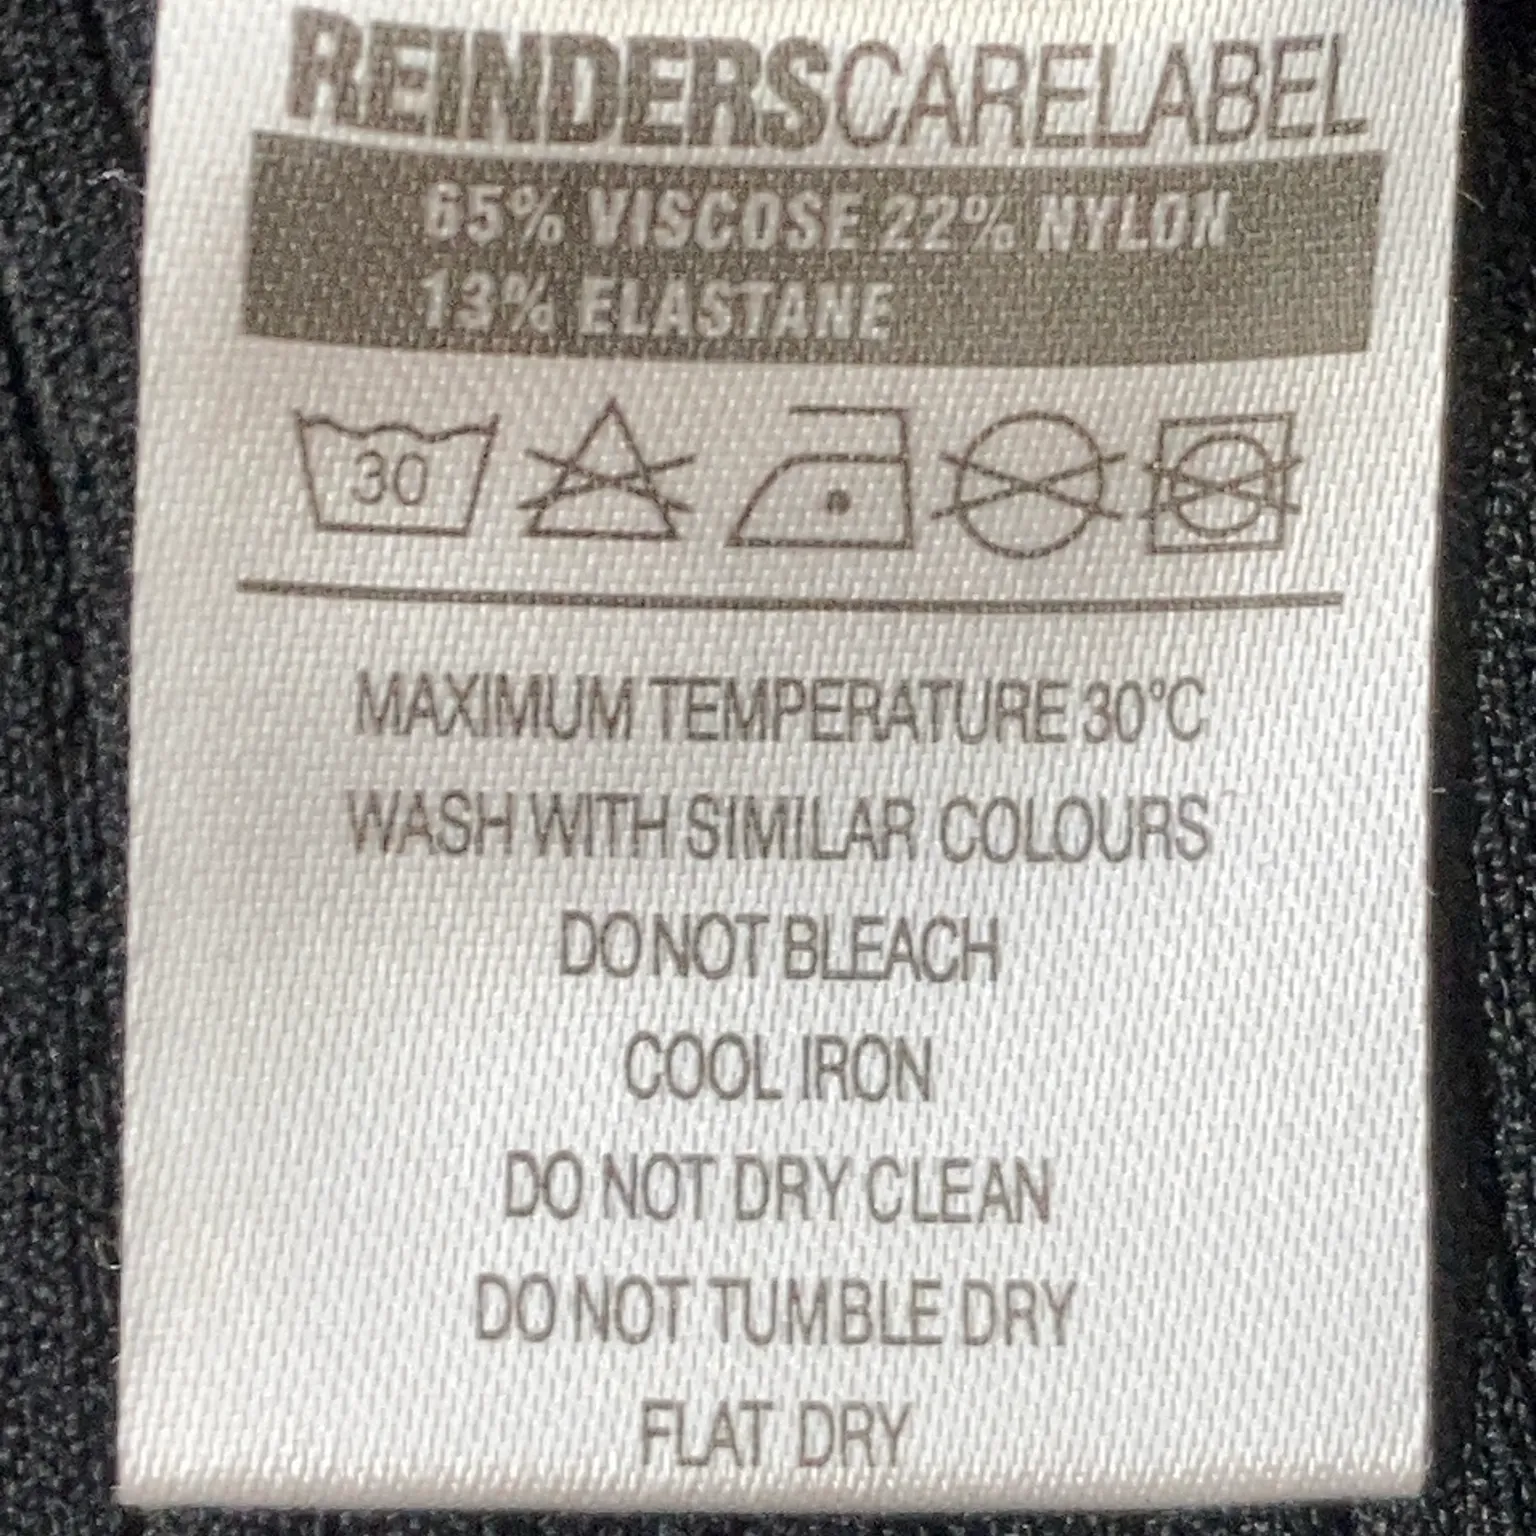 REINDERSCARELABEL
65% VISCOSE 22% NYLON
13% ELASTANE
30
MAXIMUM TEMPERATURE 30°C
WASH WITH SIMILAR COLOURS
DO NOT BLEACH
COOL IRON
DO NOT DRY CLEAN
DO NOT TUMBLE DRY
FLAT DRY